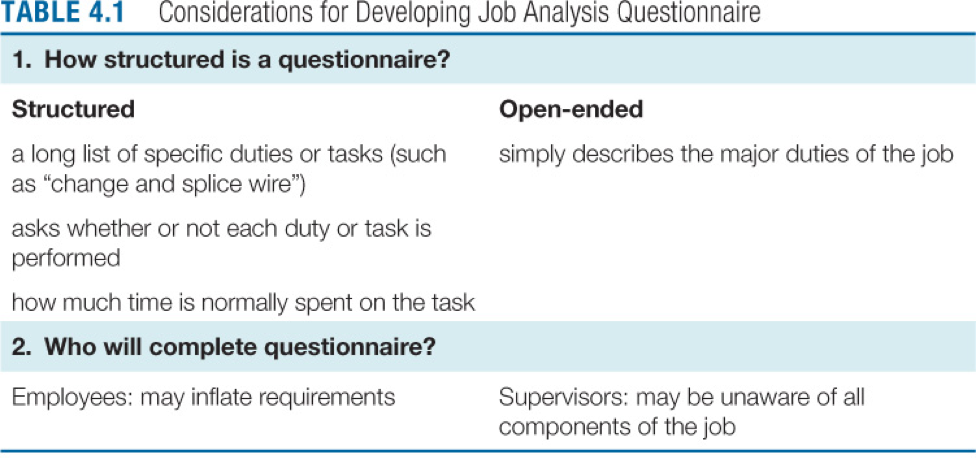 TABLE 4.1 Considerations for Developing Job Analysis Questionnaire
1. How structured is a questionnaire?
Structured
a long list of specific duties or tasks (such
as “change and splice wire”)
asks whether or not each duty or task is
performed
how much time is normally spent on the task
Open-ended
simply describes the major duties of the job
2. Who will complete questionnaire?
Employees: may inflate requirements
Supervisors: may be unaware of all
components of the job